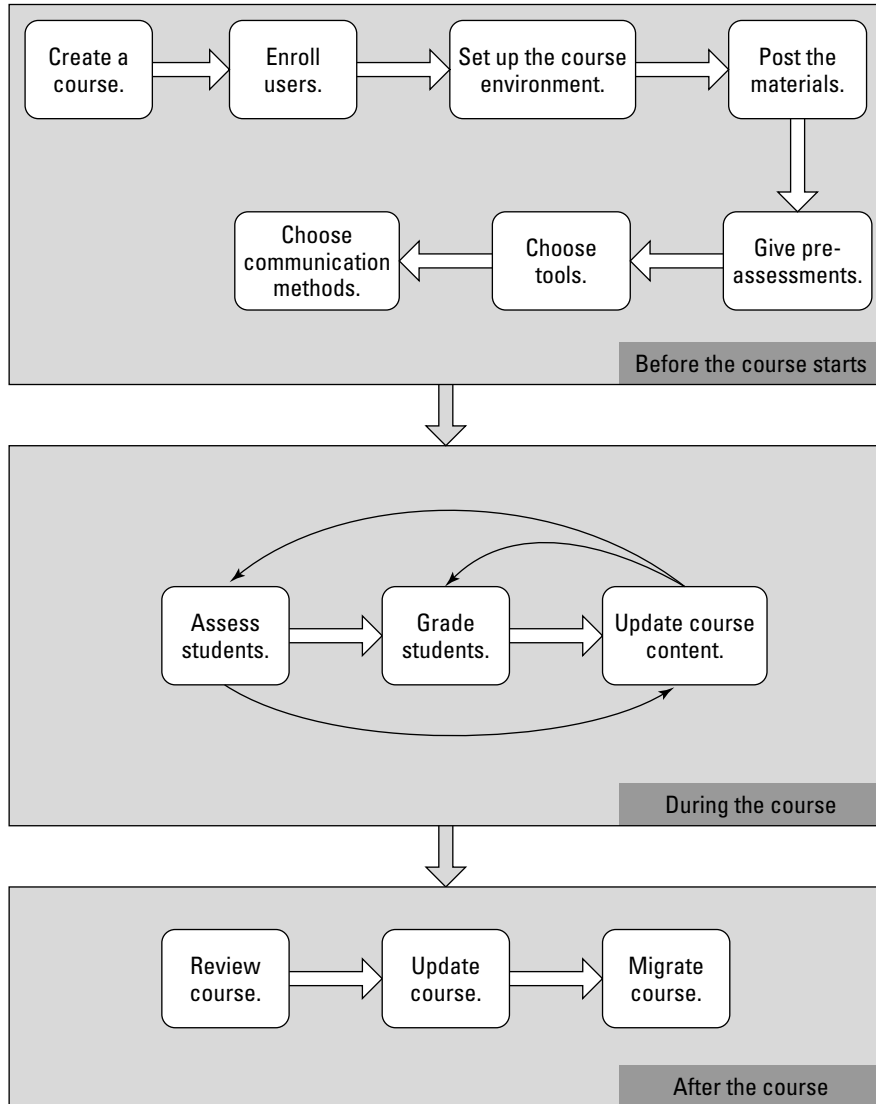 Create a
course.
Enroll
users.
Set up the course
environment.
Post the
materials.
Give pre-
assessments.
Choose
tools.
Choose
communication
methods.
Before the course starts
Assess
students.
Grade
students.
Update course
content.
During the course
Review
course.
Update
course.
Migrate
course.
After the course